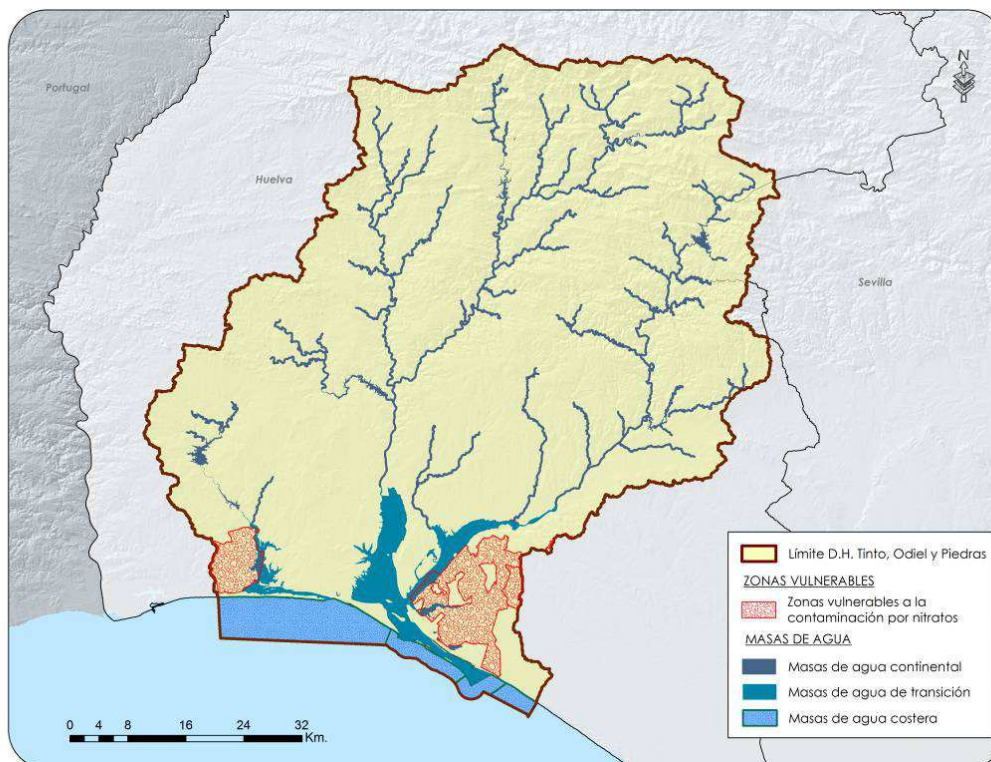 Portugal
N
Huelva
Sevilla
Límite D.H. Tinto, Odiel y Piedras
ZONAS VULNERABLES
Zonas vulnerables a la
contaminación por nitratos
MASAS DE AGUA
Masas de agua continental
Masas de agua de transición
Masas de agua costera
0 4 8 16 24 32
Km.